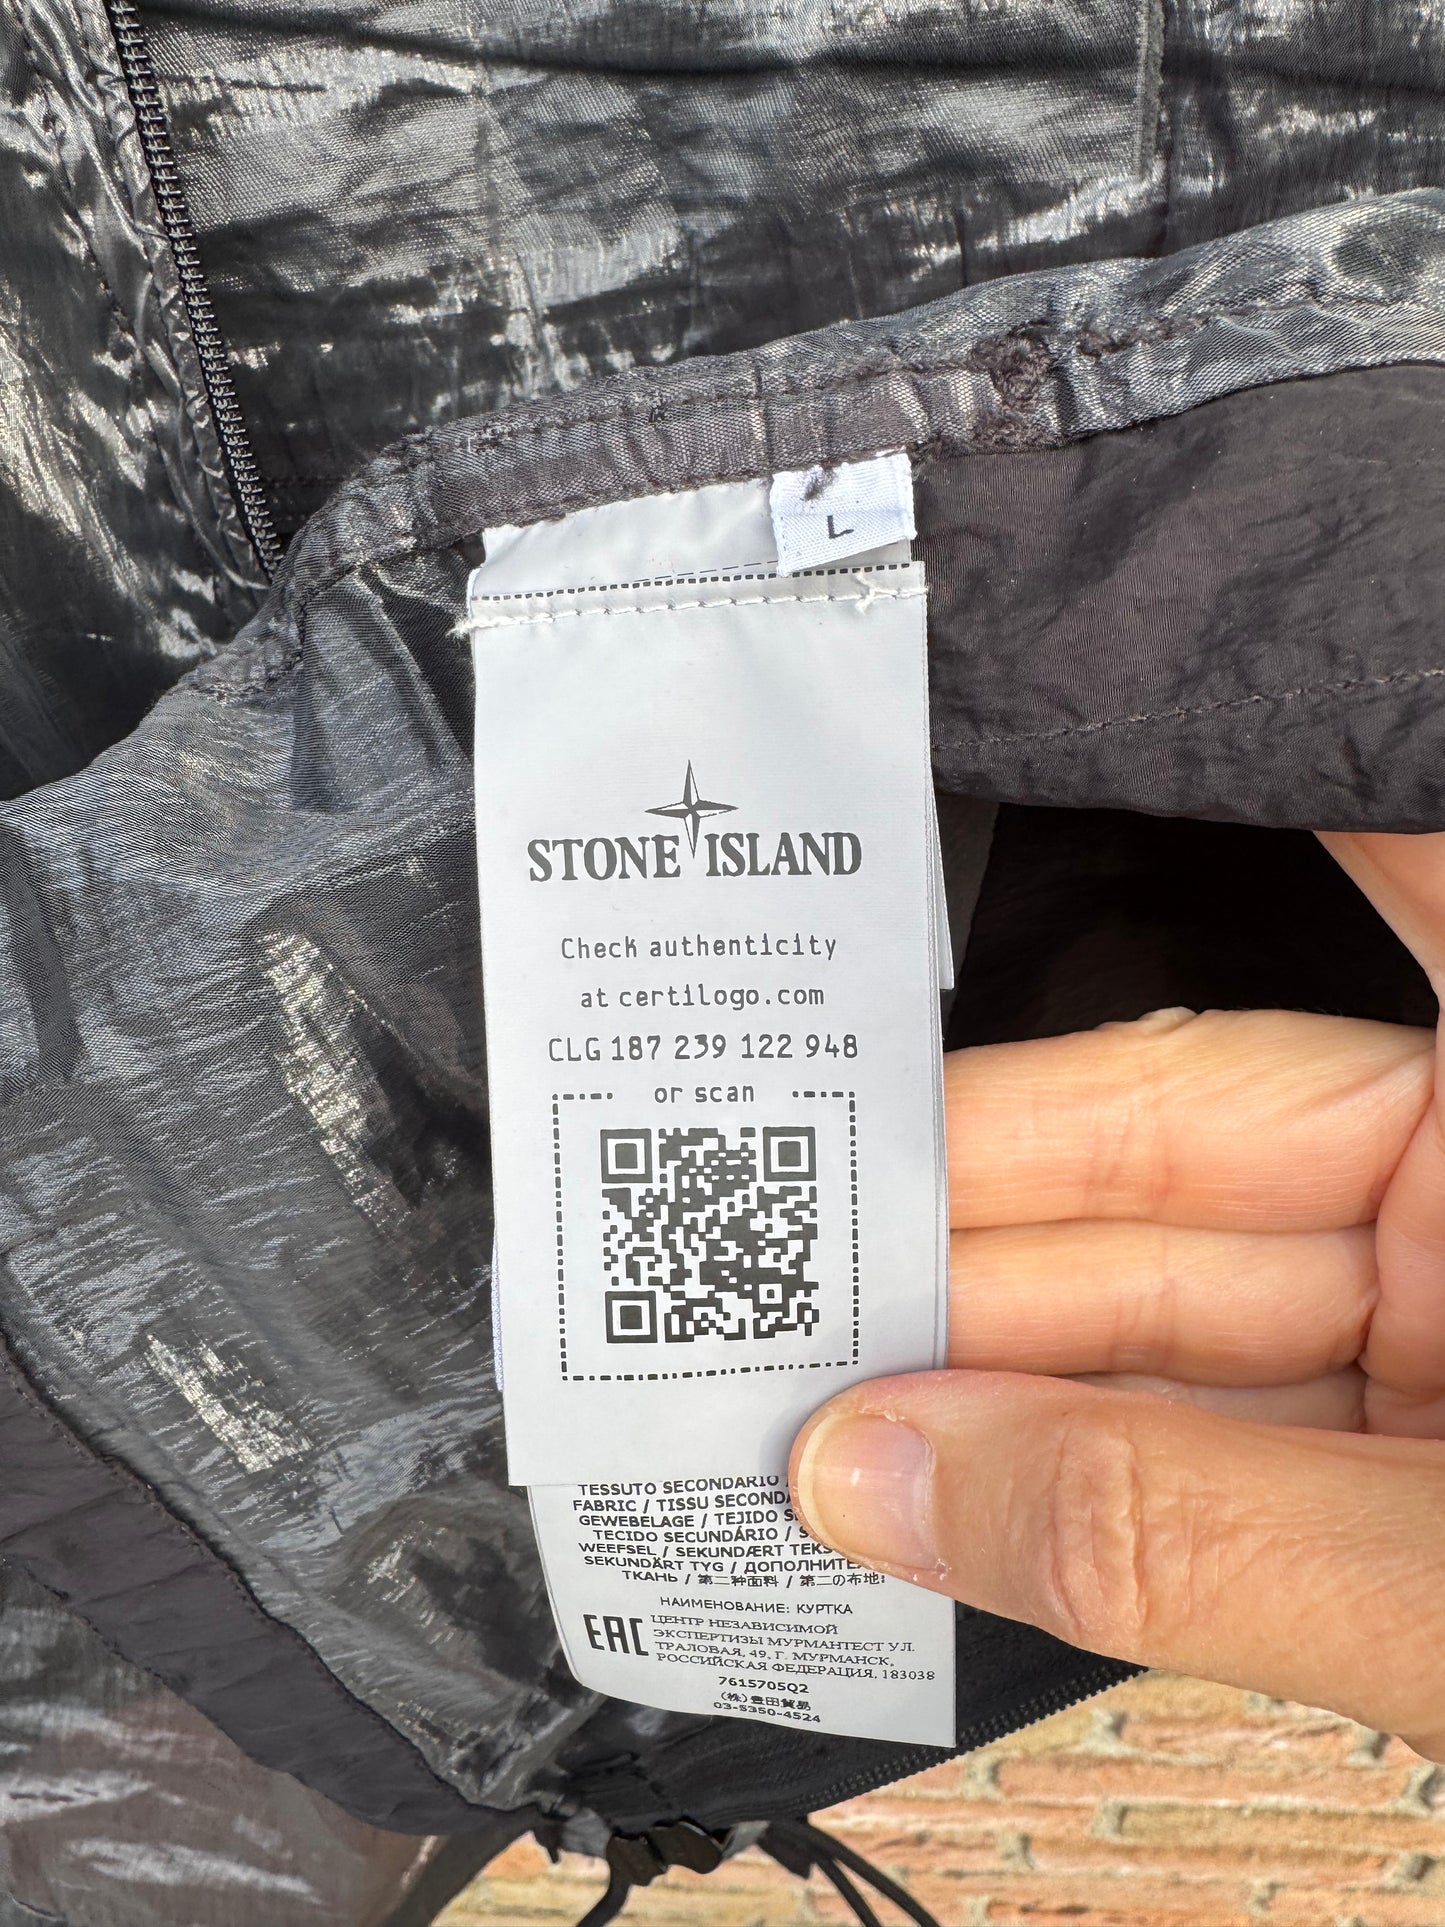 L
STONE ISLAND
Check authenticity
at certilogo.com
CLG 187 239 122 948
or scan
TESSUTO SECONDARIO
FABRIC / TISSU
GEWEBELAGE / TEJIDO
TECIDO SECUNDÁRIO /
WEEFSEL / SEKUNDÆRT
SEKUNDÄRT TYG /
ТКАНЬ / 第二种面料 / 第二の布地
НАИМЕНОВАНИЕ: КУРТКА
EAC ЦЕНТР НЕЗАВИСИМОЙ
ЭКСПЕРТИЗЫ МУРМАНТЕСТ УЛ.
ТРАЛОВАЯ, 49, Г. МУРМАНСК,
РОССИЙСКАЯ ФЕДЕРАЦИЯ, 183038
7615705Q2
(株)豊田貿易
03-5350-4524